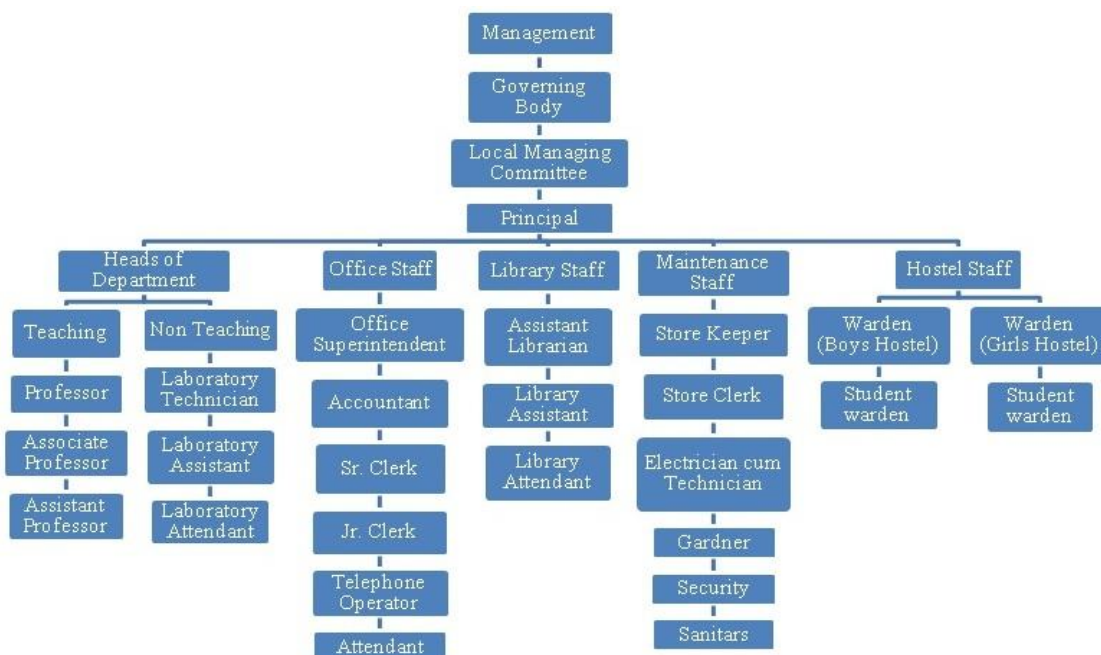 Management
Governing
Body
Local Managing
Committee
Principal
Heads of
Department
Office Staff
Library Staff
Maintenance
Staff
Hostel Staff
Teaching
Non Teaching
Professor
Laboratory
Technician
Associate
Professor
Laboratory
Assistant
Assistant
Professor
Laboratory
Attendant
Office
Superintendent
Accountant
Sr. Clerk
Jr. Clerk
Telephone
Operator
Attendant
Assistant
Librarian
Library
Assistant
Library
Attendant
Store Keeper
Store Clerk
Electrician cum
Technician
Gardner
Security
Sanitars
Warden
(Boys Hostel)
Student
warden
Warden
(Girls Hostel)
Student
warden